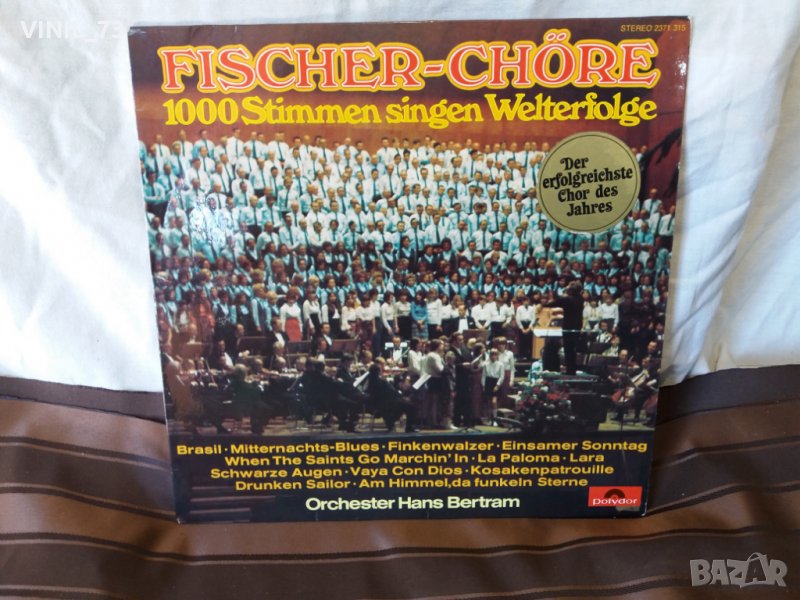 VINIL_73
STEREO 2371 315
FISCHER-CHÖRE
1000 Stimmen singen Welterfolge
Der
erfolgreichste
Chor des
Jahres
Brasil · Mitternachts-Blues · Finkenwalzer · Einsamer Sonntag
When The Saints Go Marchin' In · La Paloma · Lara
Schwarze Augen · Vaya Con Dios · Kosakenpatrouille
Drunken Sailor · Am Himmel, da funkeln Sterne
Orchester Hans Bertram
Polydor
BAZAR